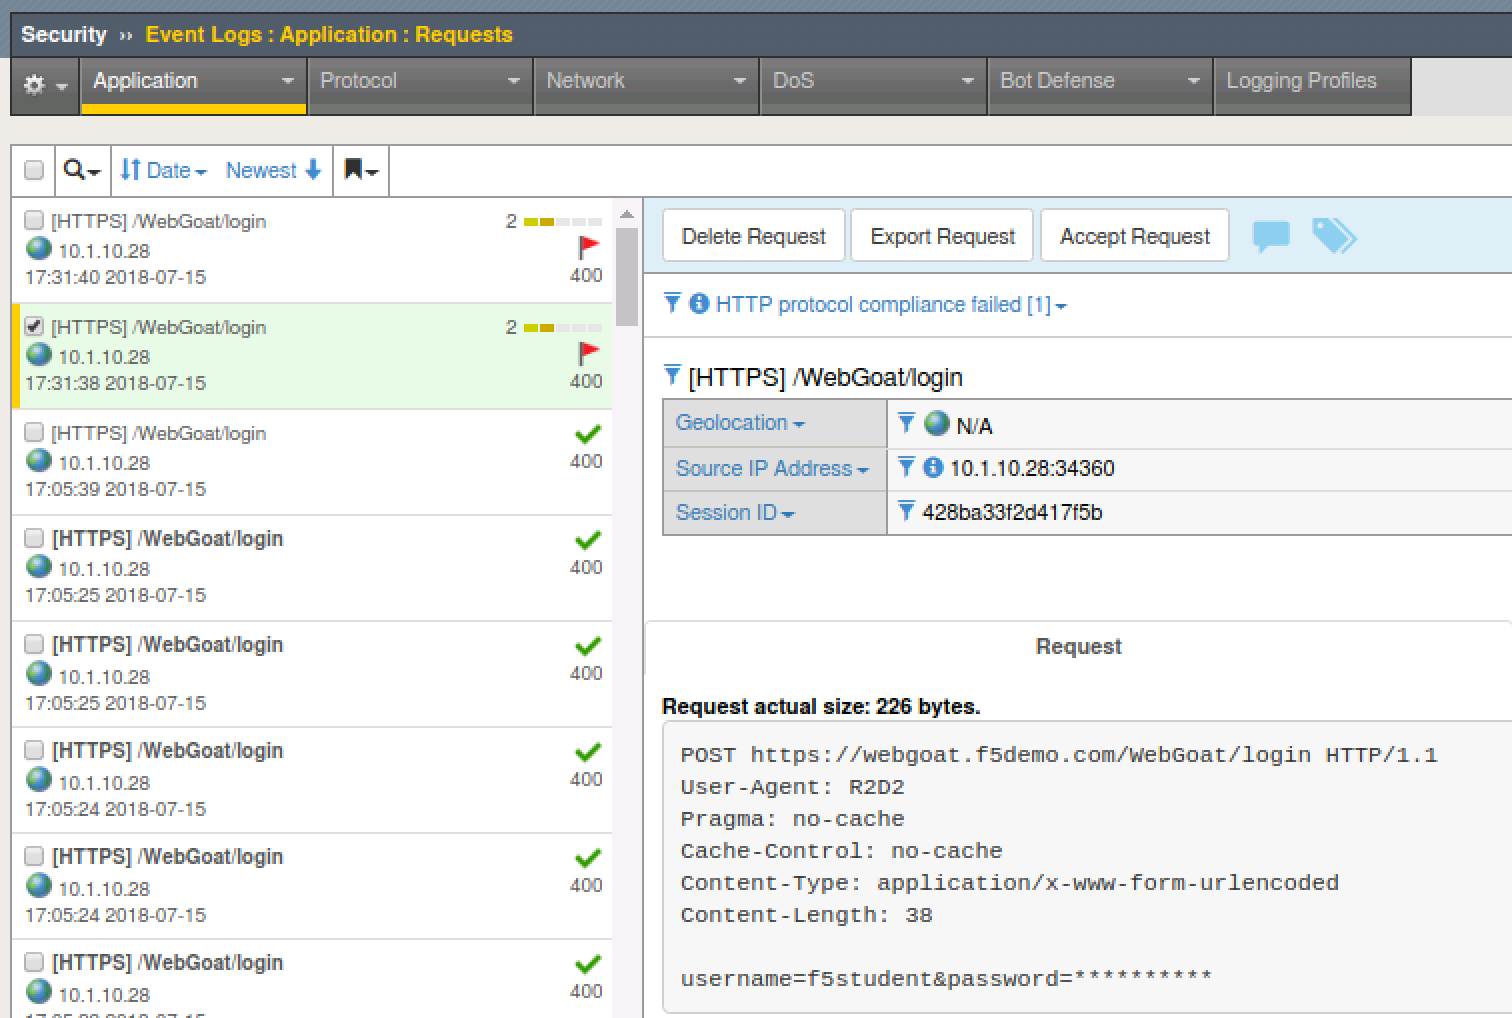 Security ›› Event Logs : Application : Requests
Application Protocol Network DoS Bot Defense Logging Profiles
Date Newest
[HTTPS] /WebGoat/login 2
10.1.10.28
17:31:40 2018-07-15 400
[HTTPS] /WebGoat/login 2
10.1.10.28
17:31:38 2018-07-15 400
[HTTPS] /WebGoat/login
10.1.10.28 400
17:05:39 2018-07-15
[HTTPS] /WebGoat/login
10.1.10.28 400
17:05:25 2018-07-15
[HTTPS] /WebGoat/login
10.1.10.28 400
17:05:25 2018-07-15
[HTTPS] /WebGoat/login
10.1.10.28 400
17:05:24 2018-07-15
[HTTPS] /WebGoat/login
10.1.10.28 400
17:05:24 2018-07-15
[HTTPS] /WebGoat/login
10.1.10.28 400
Delete Request Export Request Accept Request
HTTP protocol compliance failed [1]
[HTTPS] /WebGoat/login
Geolocation N/A
Source IP Address 10.1.10.28:34360
Session ID 428ba33f2d417f5b
Request
Request actual size: 226 bytes.
POST https://webgoat.f5demo.com/WebGoat/login HTTP/1.1
User-Agent: R2D2
Pragma: no-cache
Cache-Control: no-cache
Content-Type: application/x-www-form-urlencoded
Content-Length: 38
username=f5student&password=**********